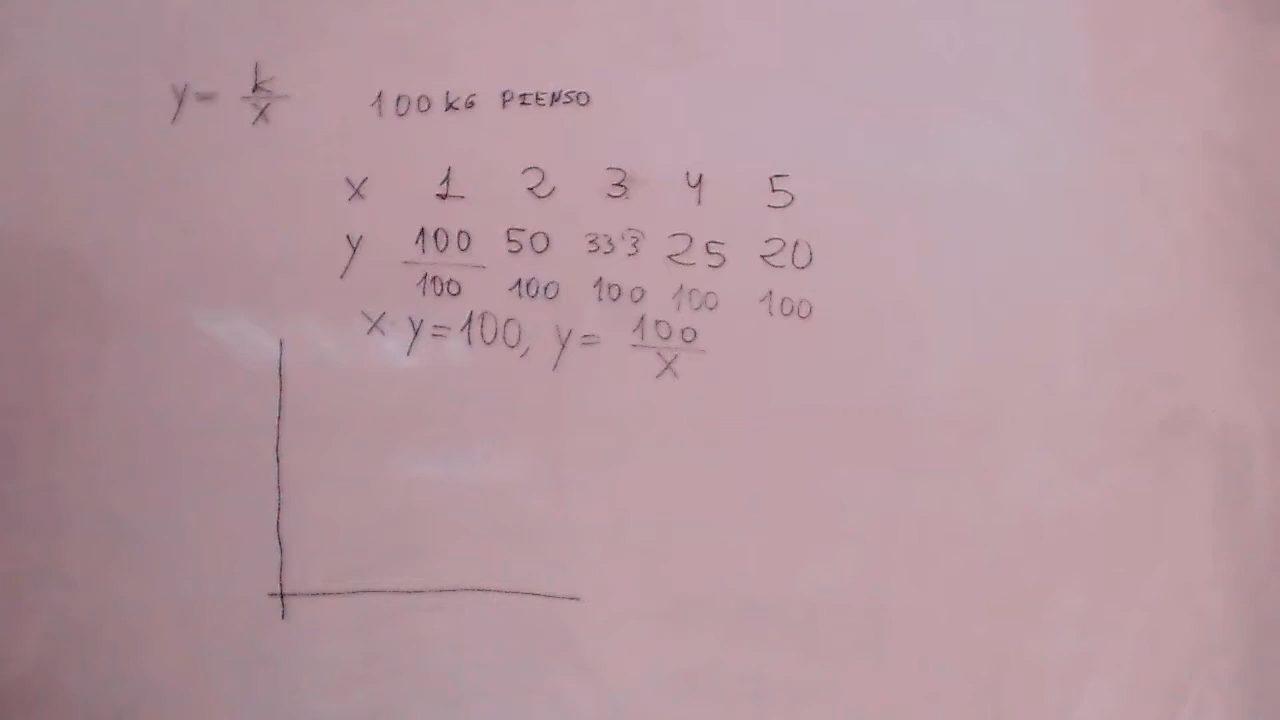 y = k/x 100 KG PIENSO
x 1 2 3 4 5
y 100 50 33'3 25 20
100 100 100 100 100
x·y=100, y = 100/x